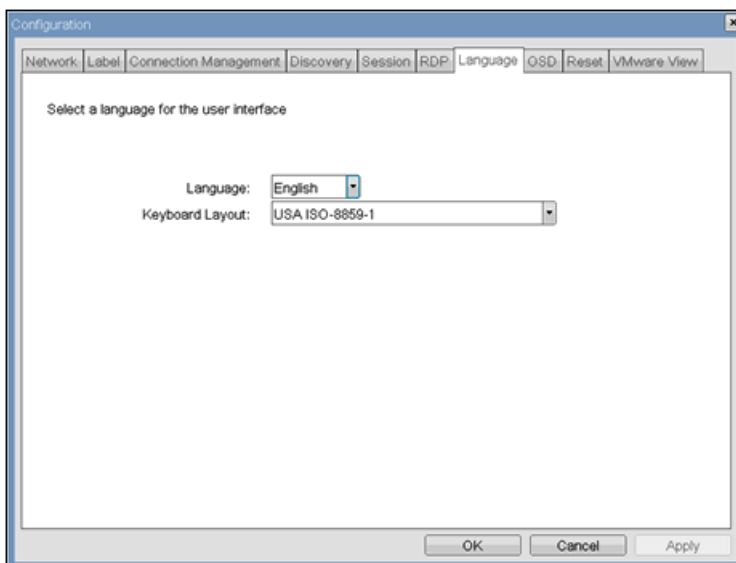 Configuration
Network Label Connection Management Discovery Session RDP Language OSD Reset VMware View
Select a language for the user interface
Language: English
Keyboard Layout: USA ISO-8859-1
OK Cancel Apply